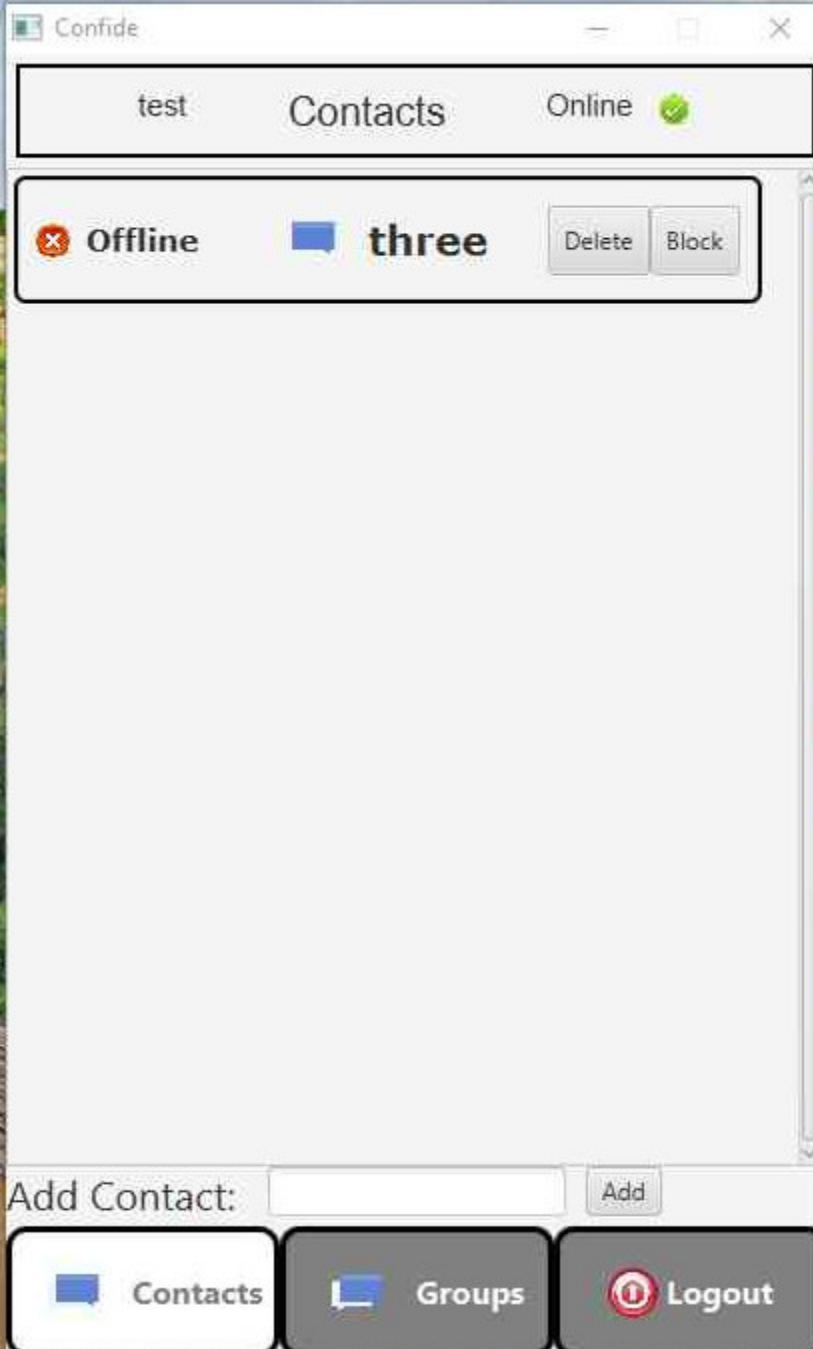 Confide
test Contacts Online
Offline three Delete Block
Add Contact: Add
Contacts Groups Logout